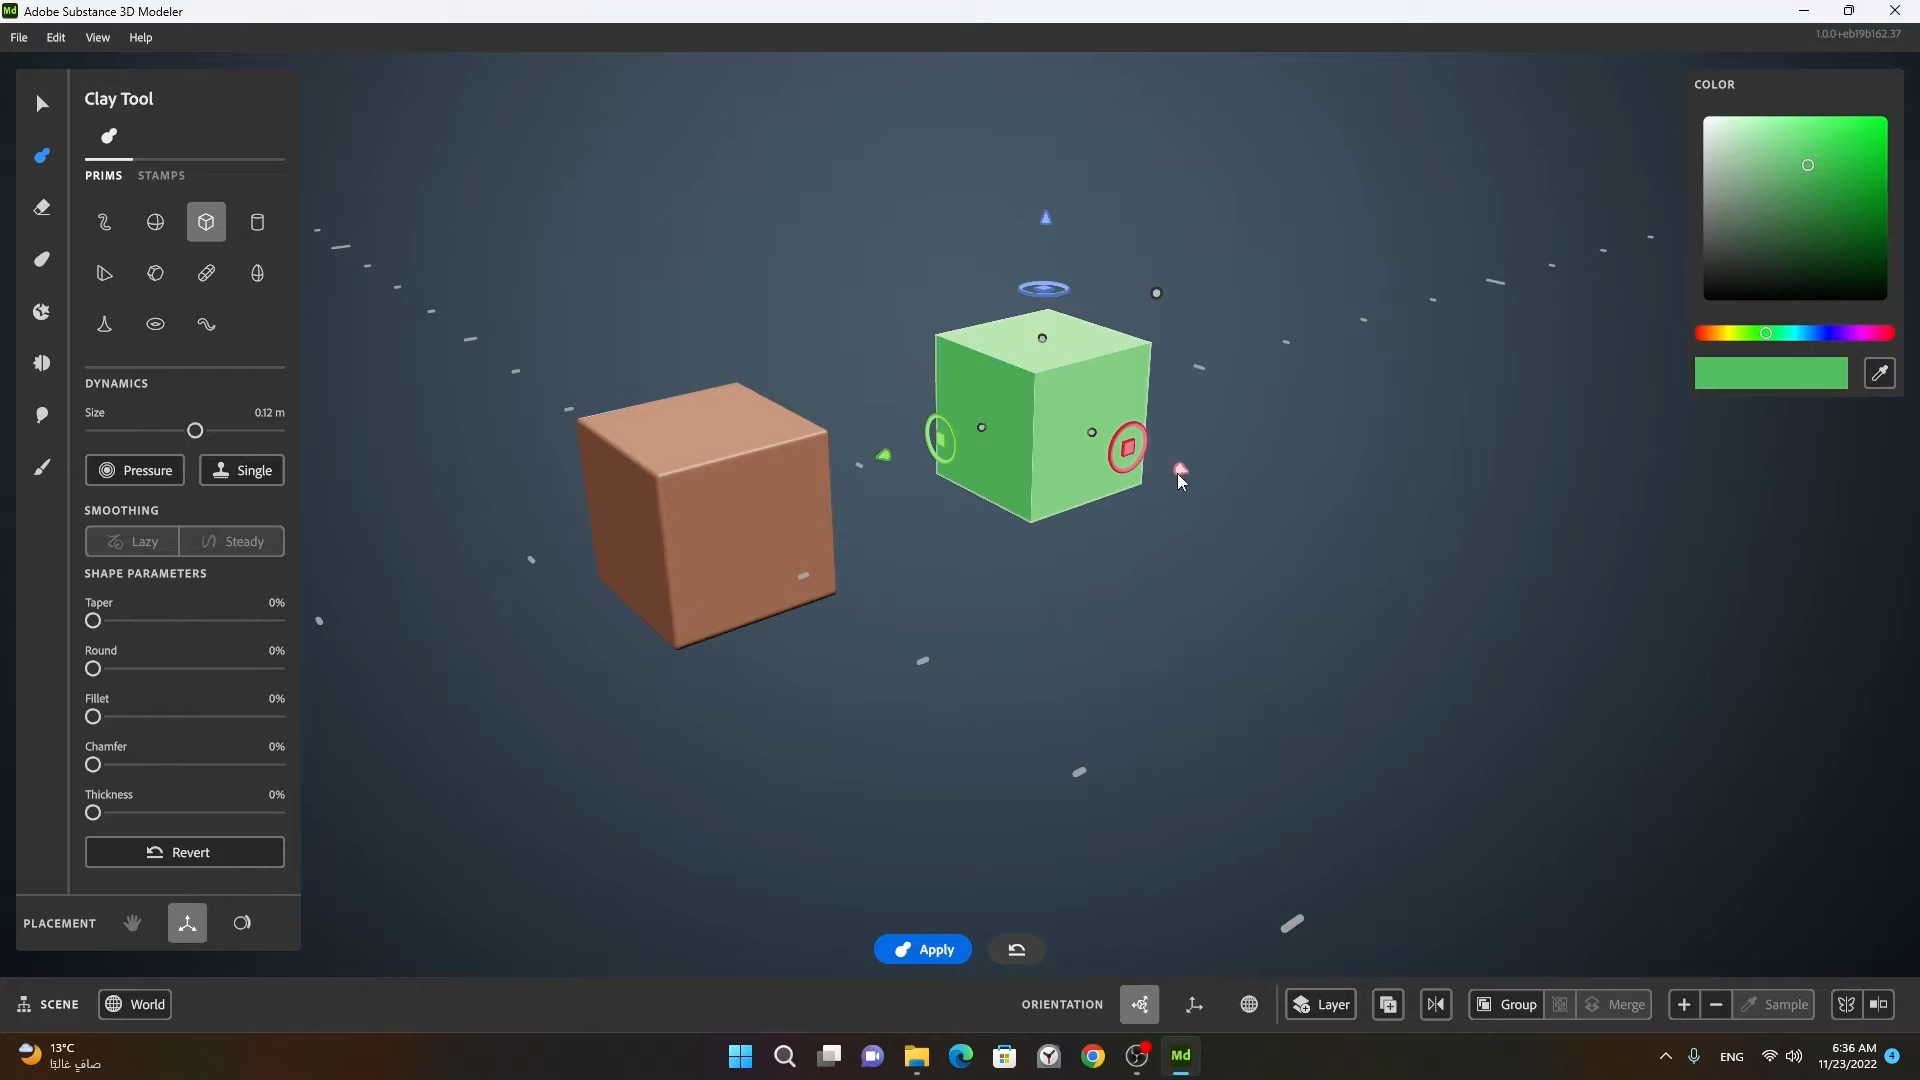 Md Adobe Substance 3D Modeler
File Edit View Help
1.0.0+eb19b162.37
Clay Tool
PRIMS STAMPS
DYNAMICS
Size 0.12 m
Pressure Single
SMOOTHING
Lazy Steady
SHAPE PARAMETERS
Taper 0%
Round 0%
Fillet 0%
Chamfer 0%
Thickness 0%
Revert
PLACEMENT
COLOR
Apply
SCENE World
ORIENTATION
Layer
Group
Merge
Sample
13°C
صافٍ غالبًا
Md
ENG
6:36 AM
11/23/2022
4